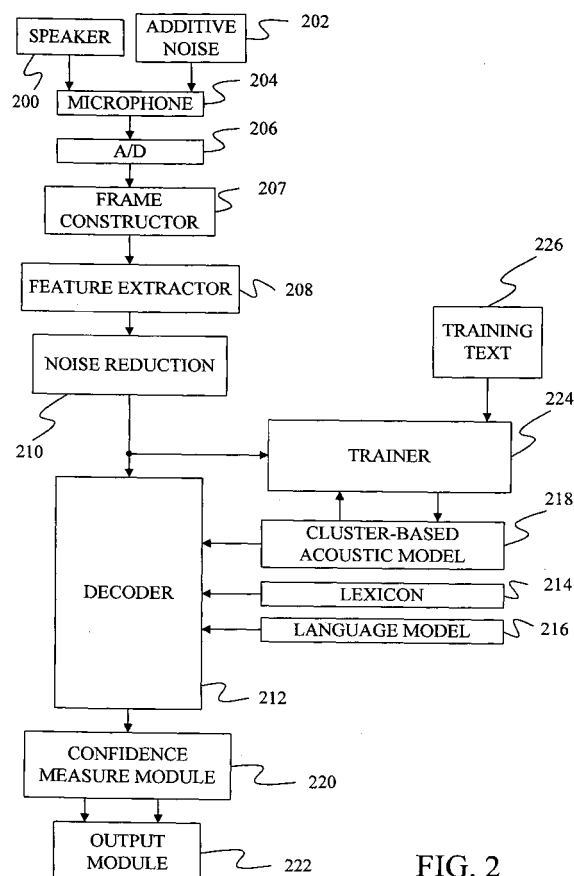 SPEAKER
200
ADDITIVE
NOISE
202
MICROPHONE
204
A/D
206
FRAME
CONSTRUCTOR
207
FEATURE EXTRACTOR
208
NOISE REDUCTION
210
TRAINING
TEXT
226
TRAINER
224
CLUSTER-BASED
ACOUSTIC MODEL
218
DECODER
212
LEXICON
214
LANGUAGE MODEL
216
CONFIDENCE
MEASURE MODULE
220
OUTPUT
MODULE
222
FIG. 2